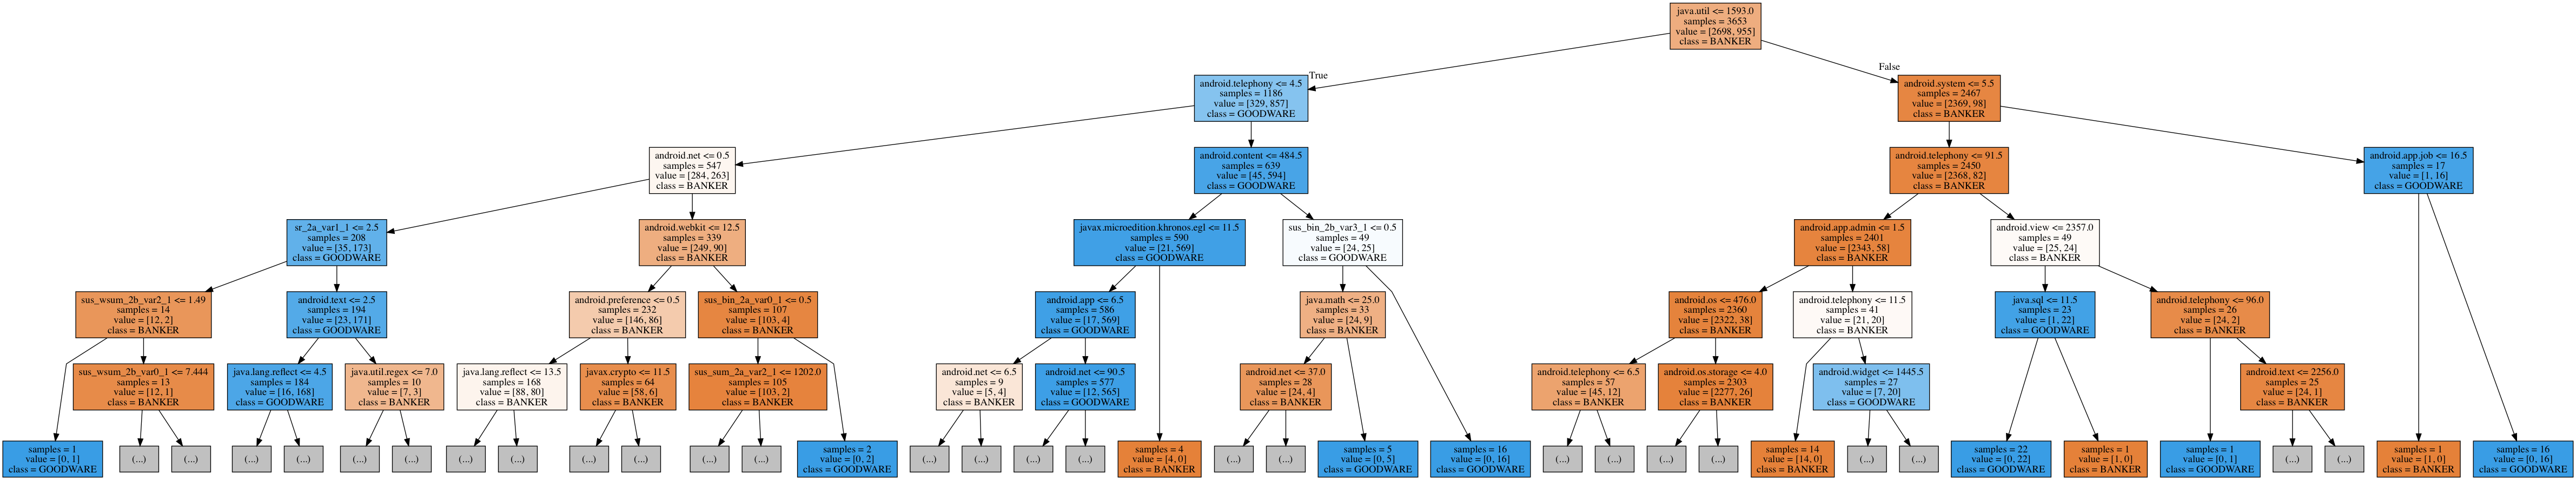 java.util <= 1593.0
samples = 3653
value = [2698, 955]
class = BANKER
True
False
android.telephony <= 4.5
samples = 1186
value = [329, 857]
class = GOODWARE
android.system <= 5.5
samples = 2467
value = [2369, 98]
class = BANKER
android.net <= 0.5
samples = 547
value = [284, 263]
class = BANKER
android.content <= 484.5
samples = 639
value = [45, 594]
class = GOODWARE
android.telephony <= 91.5
samples = 2450
value = [2368, 82]
class = BANKER
android.app.job <= 16.5
samples = 17
value = [1, 16]
class = GOODWARE
sr_2a_var1_1 <= 2.5
samples = 208
value = [35, 173]
class = GOODWARE
android.webkit <= 12.5
samples = 339
value = [249, 90]
class = BANKER
javax.microedition.khronos.egl <= 11.5
samples = 590
value = [21, 569]
class = GOODWARE
sus_bin_2b_var3_1 <= 0.5
samples = 49
value = [24, 25]
class = GOODWARE
android.app.admin <= 1.5
samples = 2401
value = [2343, 58]
class = BANKER
android.view <= 2357.0
samples = 49
value = [25, 24]
class = BANKER
sus_wsum_2b_var2_1 <= 1.49
samples = 14
value = [12, 2]
class = BANKER
android.text <= 2.5
samples = 194
value = [23, 171]
class = GOODWARE
android.preference <= 0.5
samples = 232
value = [146, 86]
class = BANKER
sus_bin_2a_var0_1 <= 0.5
samples = 107
value = [103, 4]
class = BANKER
android.app <= 6.5
samples = 586
value = [17, 569]
class = GOODWARE
java.math <= 25.0
samples = 33
value = [24, 9]
class = BANKER
android.os <= 476.0
samples = 2360
value = [2322, 38]
class = BANKER
android.telephony <= 11.5
samples = 41
value = [21, 20]
class = BANKER
java.sql <= 11.5
samples = 23
value = [1, 22]
class = GOODWARE
android.telephony <= 96.0
samples = 26
value = [24, 2]
class = BANKER
sus_wsum_2b_var0_1 <= 7.444
samples = 13
value = [12, 1]
class = BANKER
java.lang.reflect <= 4.5
samples = 184
value = [16, 168]
class = GOODWARE
java.util.regex <= 7.0
samples = 10
value = [7, 3]
class = BANKER
java.lang.reflect <= 13.5
samples = 168
value = [88, 80]
class = BANKER
javax.crypto <= 11.5
samples = 64
value = [58, 6]
class = BANKER
sus_sum_2a_var2_1 <= 1202.0
samples = 105
value = [103, 2]
class = BANKER
android.net <= 6.5
samples = 9
value = [5, 4]
class = BANKER
android.net <= 90.5
samples = 577
value = [12, 565]
class = GOODWARE
android.net <= 37.0
samples = 28
value = [24, 4]
class = BANKER
android.telephony <= 6.5
samples = 57
value = [45, 12]
class = BANKER
android.os.storage <= 4.0
samples = 2303
value = [2277, 26]
class = BANKER
android.widget <= 1445.5
samples = 27
value = [7, 20]
class = GOODWARE
android.text <= 2256.0
samples = 25
value = [24, 1]
class = BANKER
samples = 1
value = [0, 1]
class = GOODWARE
(...)
(...)
(...)
(...)
(...)
(...)
(...)
(...)
(...)
(...)
(...)
(...)
samples = 2
value = [0, 2]
class = GOODWARE
(...)
(...)
(...)
(...)
samples = 4
value = [4, 0]
class = BANKER
(...)
(...)
samples = 5
value = [0, 5]
class = GOODWARE
samples = 16
value = [0, 16]
class = GOODWARE
(...)
(...)
(...)
(...)
samples = 14
value = [14, 0]
class = BANKER
(...)
(...)
samples = 22
value = [0, 22]
class = GOODWARE
samples = 1
value = [1, 0]
class = BANKER
samples = 1
value = [0, 1]
class = GOODWARE
(...)
(...)
samples = 1
value = [1, 0]
class = BANKER
samples = 16
value = [0, 16]
class = GOODWARE